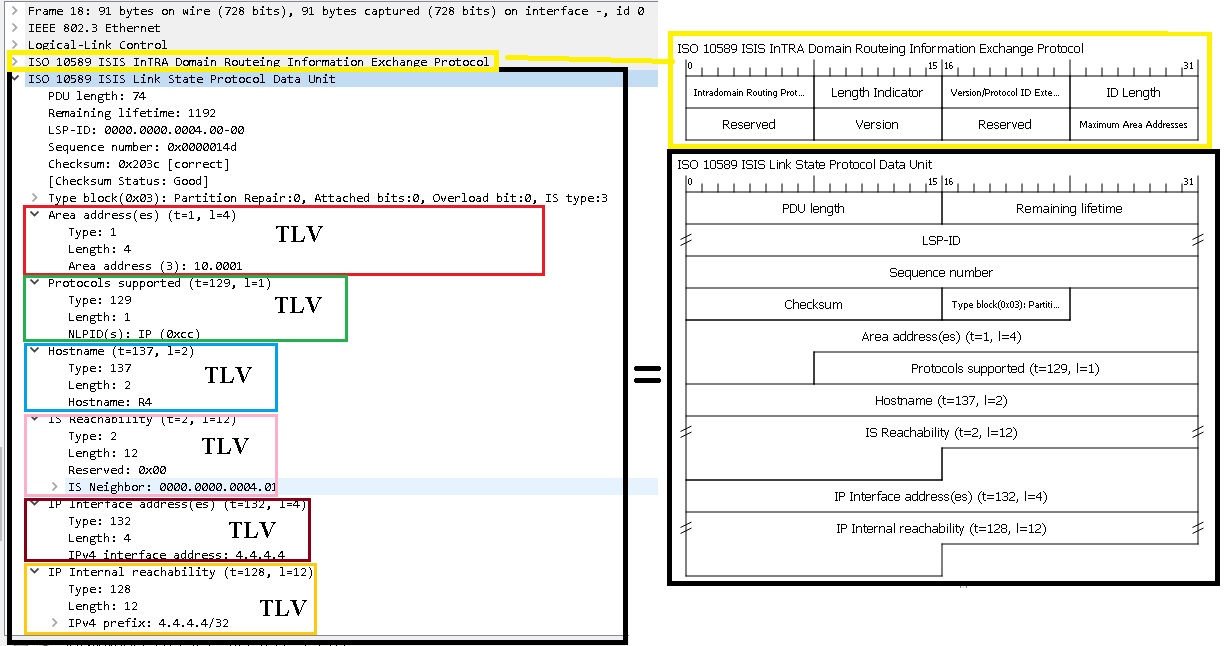 Frame 18: 91 bytes on wire (728 bits), 91 bytes captured (728 bits) on interface -, id 0
IEEE 802.3 Ethernet
Logical-Link Control
ISO 10589 ISIS InTRA Domain Routeing Information Exchange Protocol
ISO 10589 ISIS Link State Protocol Data Unit
PDU length: 74
Remaining lifetime: 1192
LSP-ID: 0000.0000.0004.00-00
Sequence number: 0x0000014d
Checksum: 0x203c [correct]
[Checksum Status: Good]
Type block(0x03): Partition Repair:0, Attached bits:0, Overload bit:0, IS type:3
Area address(es) (t=1, l=4)
Type: 1
TLV
Length: 4
Area address (3): 10.0001
Protocols supported (t=129, l=1)
Type: 129
TLV
Length: 1
NLPID(s): IP (0xcc)
Hostname (t=137, l=2)
Type: 137
TLV
Length: 2
Hostname: R4
IS Reachability (t=2, l=12)
Type: 2
TLV
Length: 12
Reserved: 0x00
IS Neighbor: 0000.0000.0004.01
IP Interface address(es) (t=132, l=4)
Type: 132
TLV
Length: 4
IPv4 interface address: 4.4.4.4
IP Internal reachability (t=128, l=12)
Type: 128
Length: 12
TLV
IPv4 prefix: 4.4.4.4/32
=
ISO 10589 ISIS InTRA Domain Routeing Information Exchange Protocol
0 15 16 31
Intradomain Routing Prot... Length Indicator Version/Protocol ID Exte... ID Length
Reserved Version Reserved Maximum Area Addresses
ISO 10589 ISIS Link State Protocol Data Unit
0 15 16 31
PDU length Remaining lifetime
LSP-ID
Sequence number
Checksum Type block(0x03): Partiti...
Area address(es) (t=1, l=4)
Protocols supported (t=129, l=1)
Hostname (t=137, l=2)
IS Reachability (t=2, l=12)
IP Interface address(es) (t=132, l=4)
IP Internal reachability (t=128, l=12)